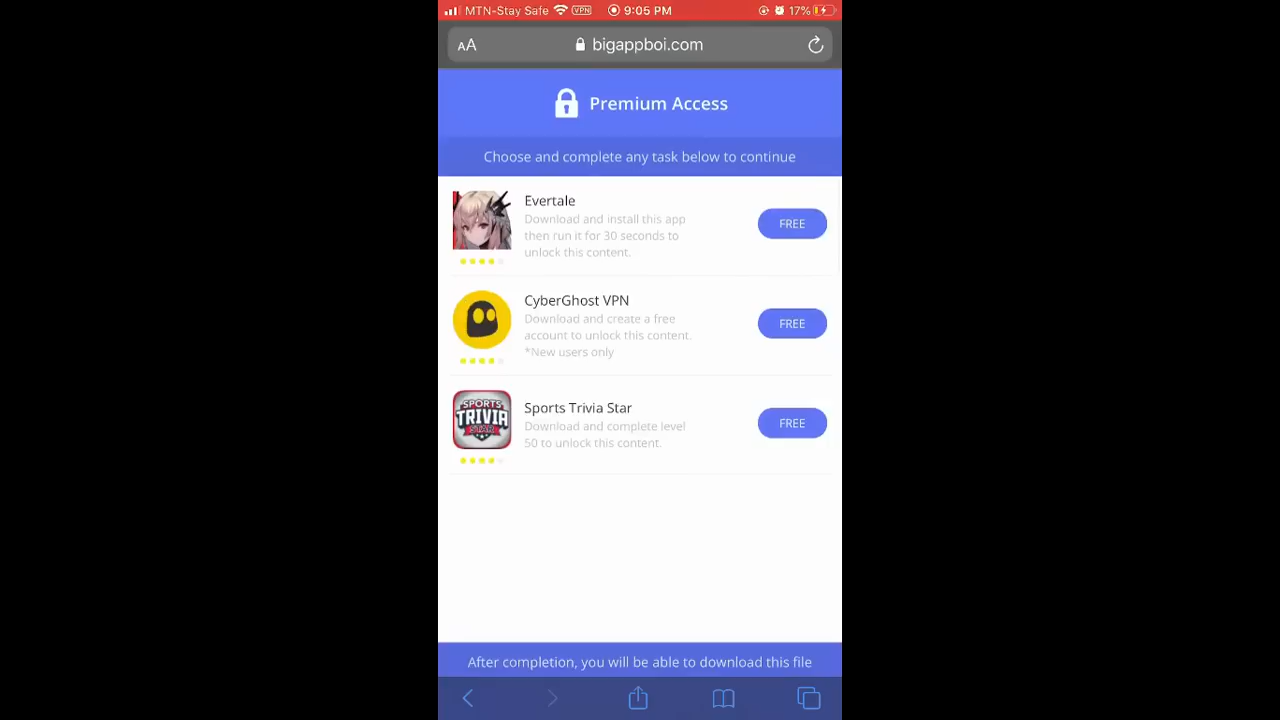 MTN-Stay Safe VPN 9:05 PM 17%
AA bigappboi.com
Premium Access
Choose and complete any task below to continue
Evertale
Download and install this app
then run it for 30 seconds to
unlock this content.
FREE
CyberGhost VPN
Download and create a free
account to unlock this content.
*New users only
FREE
SPORTS
TRIVIA
STAR
Sports Trivia Star
Download and complete level
50 to unlock this content.
FREE
After completion, you will be able to download this file